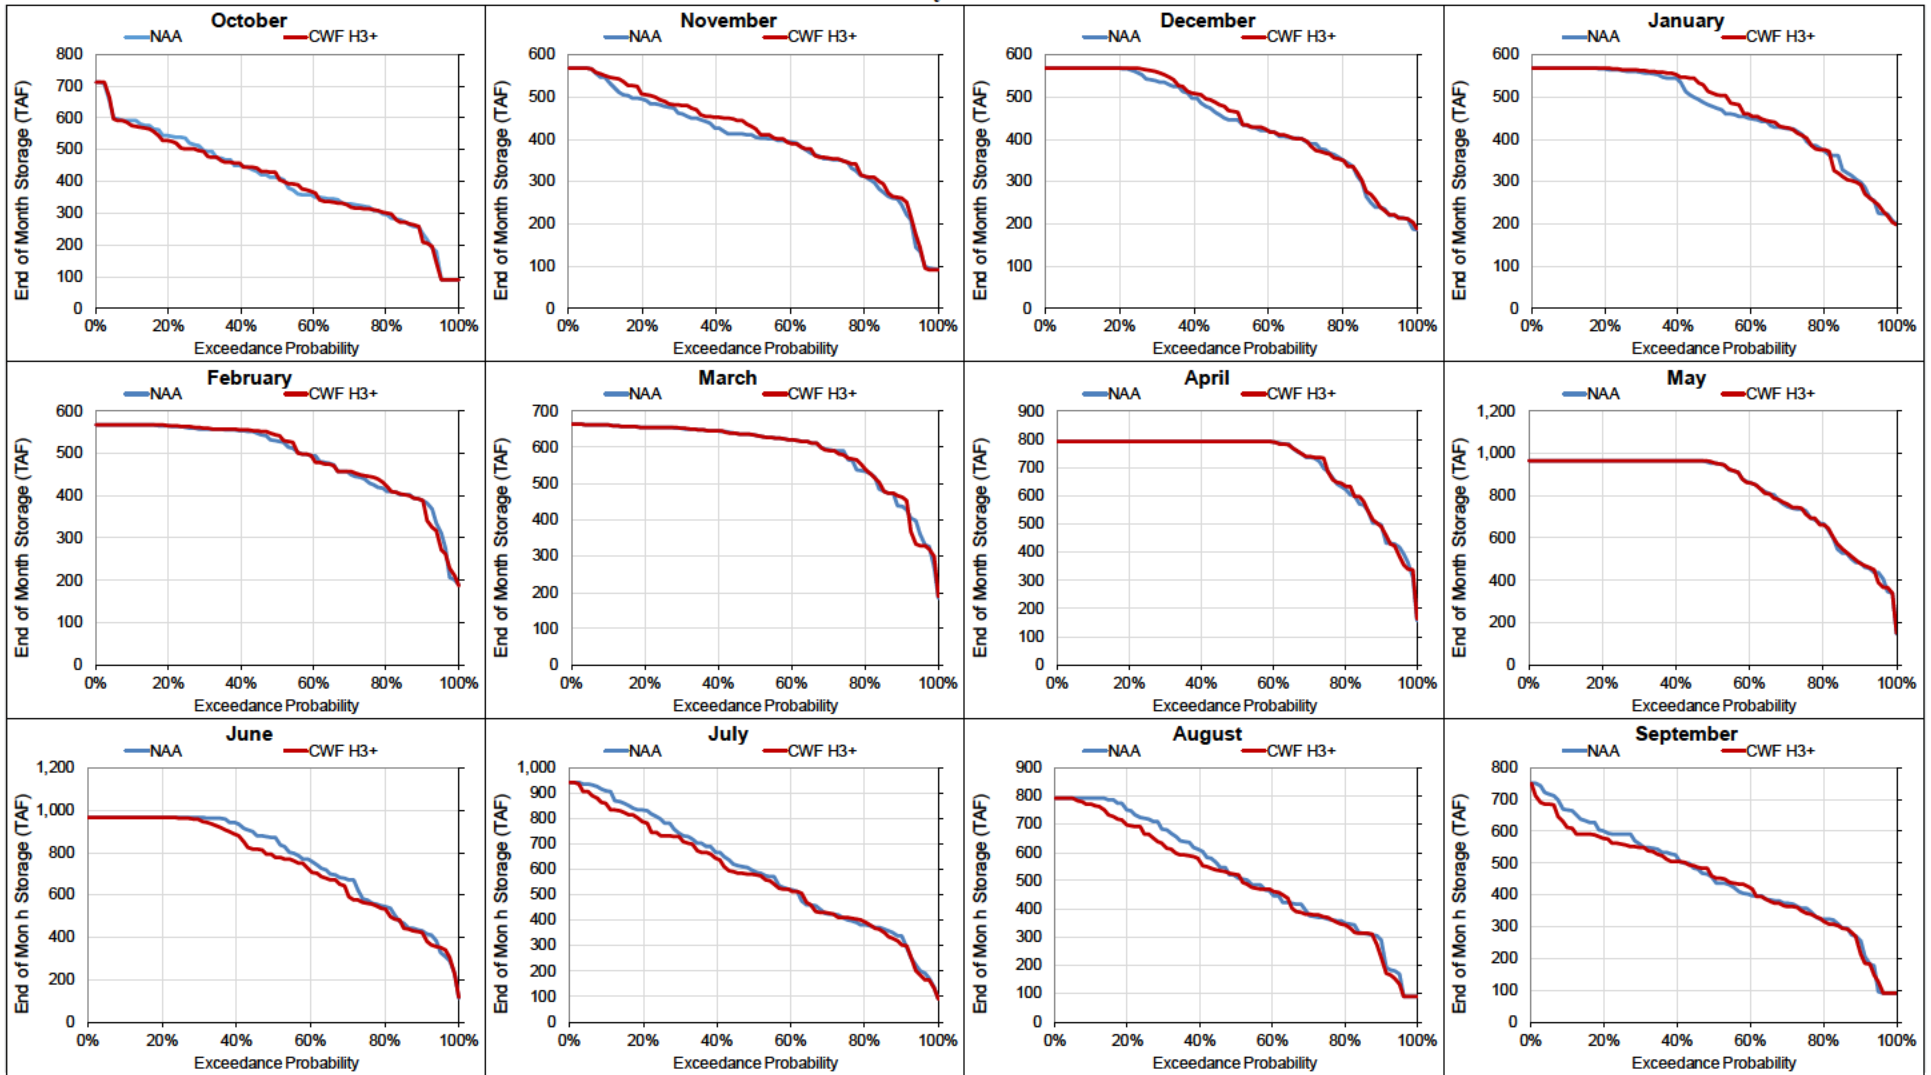 October
NAA CWF H3+
End of Month Storage (TAF)
800
700
600
500
400
300
200
100
0
0% 20% 40% 60% 80% 100%
Exceedance Probability
November
NAA CWF H3+
End of Month Storage (TAF)
600
500
400
300
200
100
0
0% 20% 40% 60% 80% 100%
Exceedance Probability
December
NAA CWF H3+
End of Month Storage (TAF)
600
500
400
300
200
100
0
0% 20% 40% 60% 80% 100%
Exceedance Probability
January
NAA CWF H3+
End of Month Storage (TAF)
600
500
400
300
200
100
0
0% 20% 40% 60% 80% 100%
Exceedance Probability
February
NAA CWF H3+
End of Month Storage (TAF)
600
500
400
300
200
100
0
0% 20% 40% 60% 80% 100%
Exceedance Probability
March
NAA CWF H3+
End of Month Storage (TAF)
700
600
500
400
300
200
100
0
0% 20% 40% 60% 80% 100%
Exceedance Probability
April
NAA CWF H3+
End of Month Storage (TAF)
900
800
700
600
500
400
300
200
100
0
0% 20% 40% 60% 80% 100%
Exceedance Probability
May
NAA CWF H3+
End of Month Storage (TAF)
1,200
1,000
800
600
400
200
0
0% 20% 40% 60% 80% 100%
Exceedance Probability
June
NAA CWF H3+
End of Mon h Storage (TAF)
1,200
1,000
800
600
400
200
0
0% 20% 40% 60% 80% 100%
Exceedance Probability
July
NAA CWF H3+
End of Mon h Storage (TAF)
1,000
900
800
700
600
500
400
300
200
100
0
0% 20% 40% 60% 80% 100%
Exceedance Probability
August
NAA CWF H3+
End of Mon h Storage (TAF)
900
800
700
600
500
400
300
200
100
0
0% 20% 40% 60% 80% 100%
Exceedance Probability
September
NAA CWF H3+
End of Mon h Storage (TAF)
800
700
600
500
400
300
200
100
0
0% 20% 40% 60% 80% 100%
Exceedance Probability